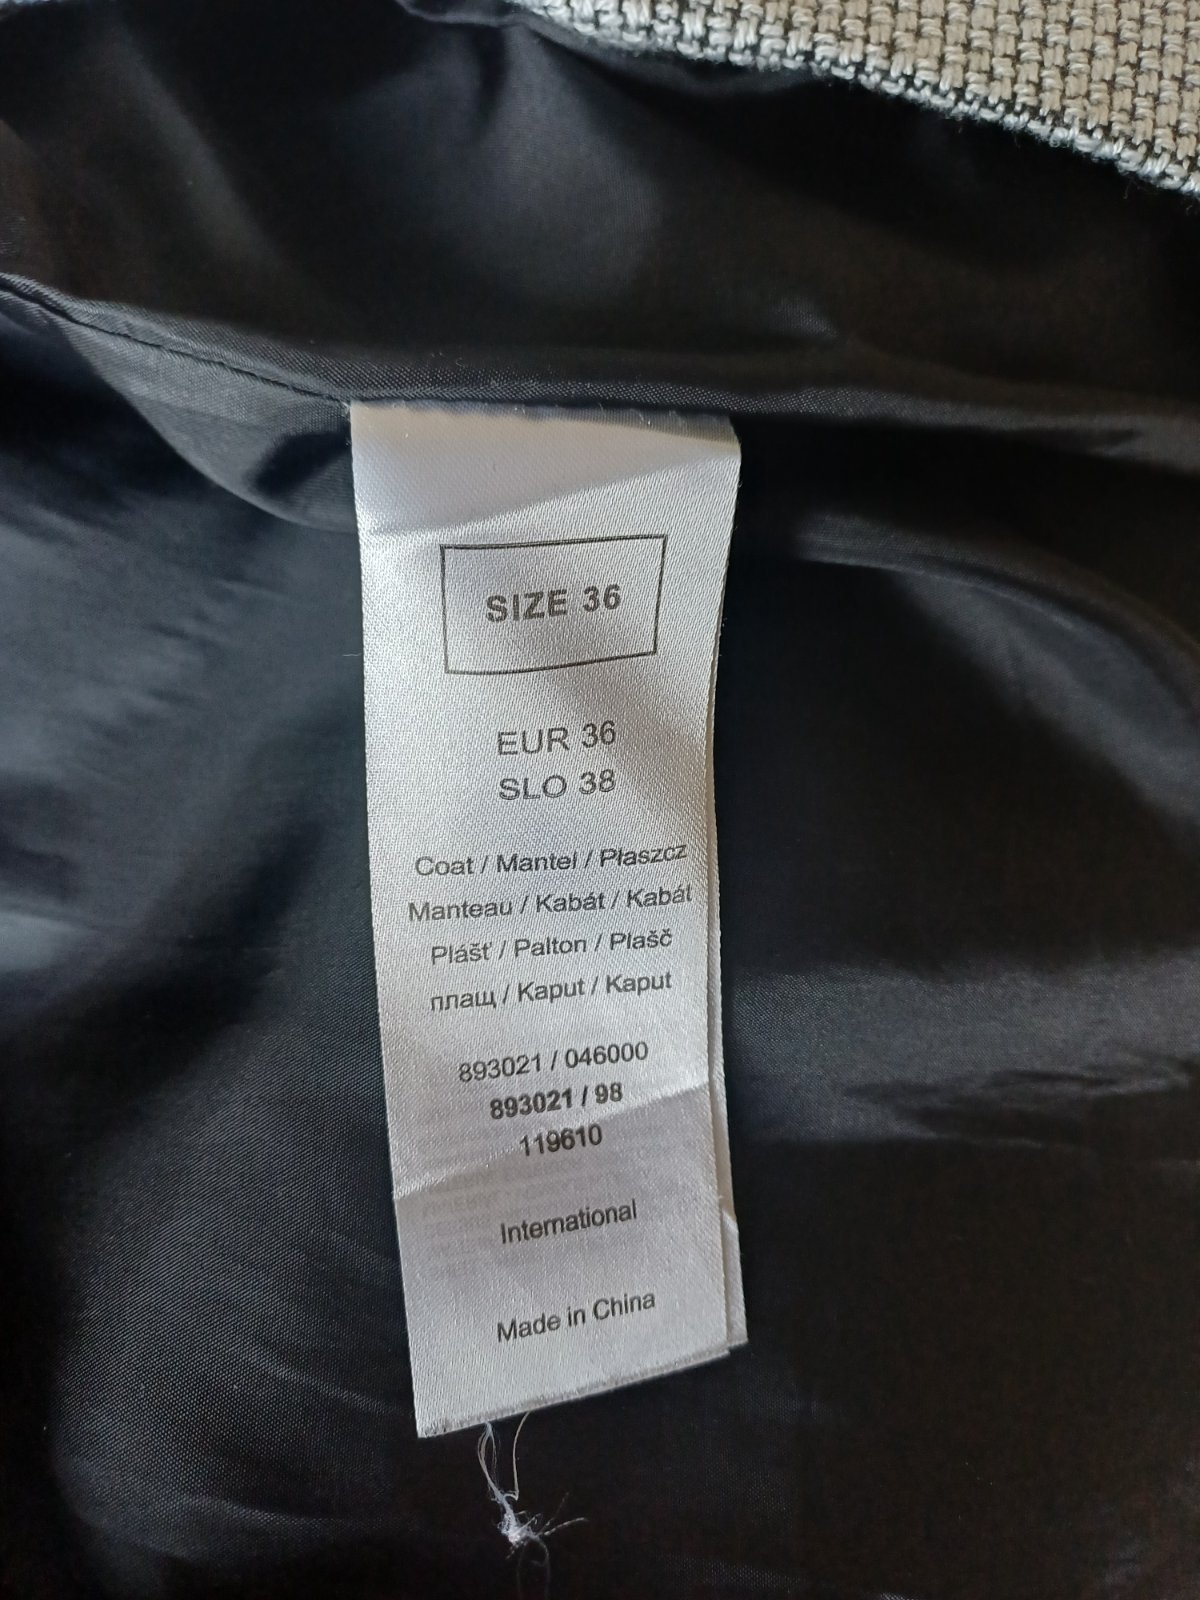 SIZE 36
EUR 36
SLO 38
Coat / Mantel / Płaszcz
Manteau / Kabát / Kabát
Plášť / Palton / Plašč
плащ / Kaput / Kaput
893021 / 046000
893021 / 98
119610
International
Made in China